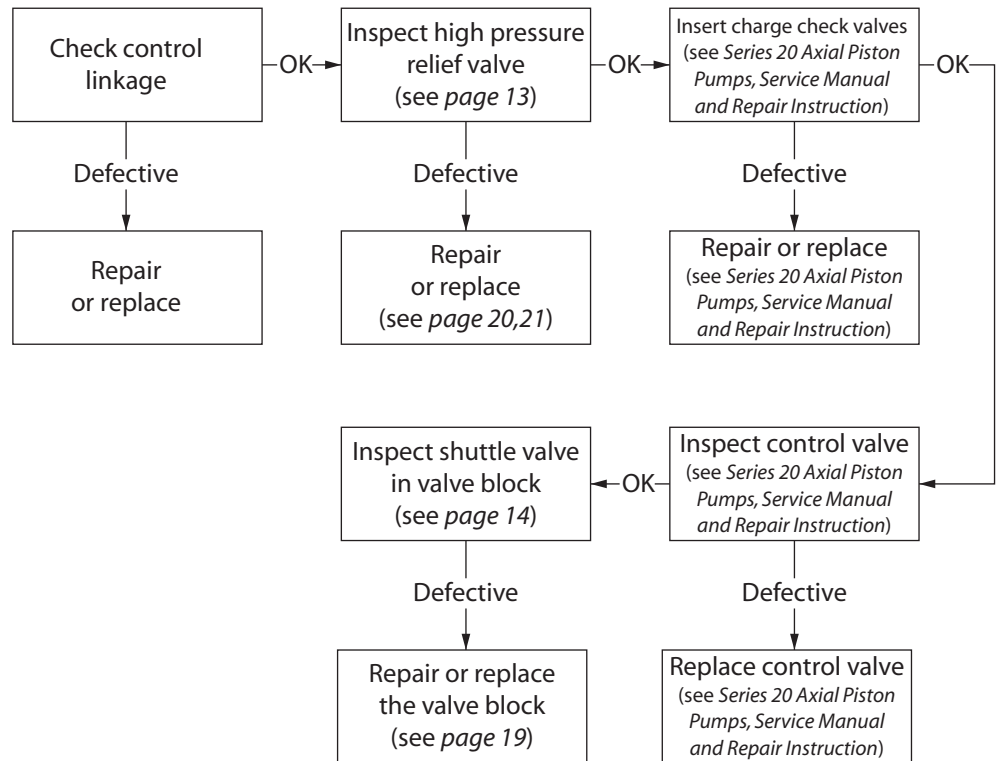 Check control
linkage
OK
Inspect high pressure
relief valve
(see page 13)
OK
Insert charge check valves
(see Series 20 Axial Piston
Pumps, Service Manual
and Repair Instruction)
OK
Defective
Defective
Defective
Repair
or replace
Repair
or replace
(see page 20,21)
Repair or replace
(see Series 20 Axial Piston
Pumps, Service Manual
and Repair Instruction)
Inspect shuttle valve
in valve block
(see page 14)
OK
Inspect control valve
(see Series 20 Axial Piston
Pumps, Service Manual
and Repair Instruction)
Defective
Defective
Repair or replace
the valve block
(see page 19)
Replace control valve
(see Series 20 Axial Piston
Pumps, Service Manual
and Repair Instruction)